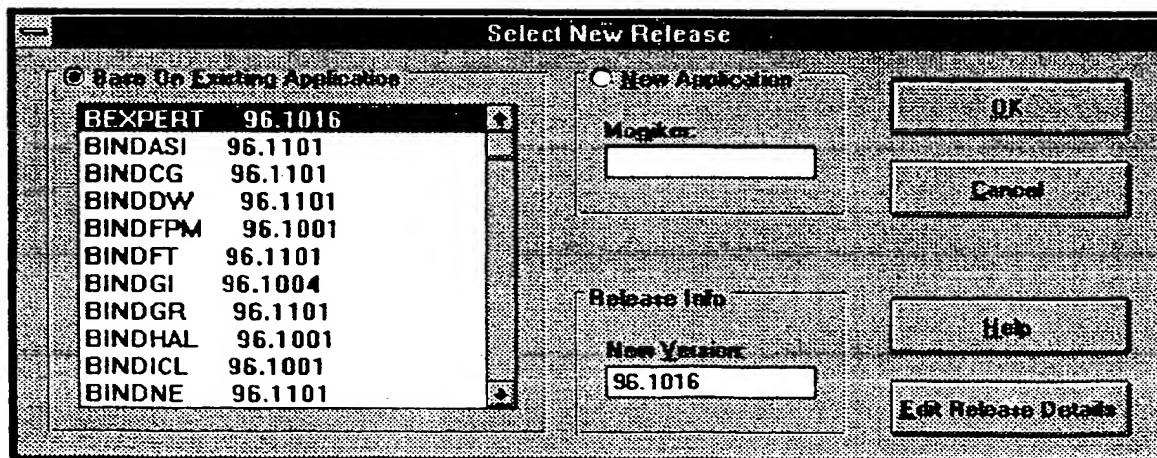 Select New Release
Base On Existing Application
BEXPERT 96.1016
BINDASI 96.1101
BINDCG 96.1101
BINDDW 96.1101
BINDFPM 96.1001
BINDFT 96.1101
BINDGI 96.1004
BINDGR 96.1101
BINDHAL 96.1001
BINDICL 96.1001
BINDNE 96.1101
New Application
Moniker:
Release Info
New Version:
96.1016
OK
Cancel
Help
Edit Release Details